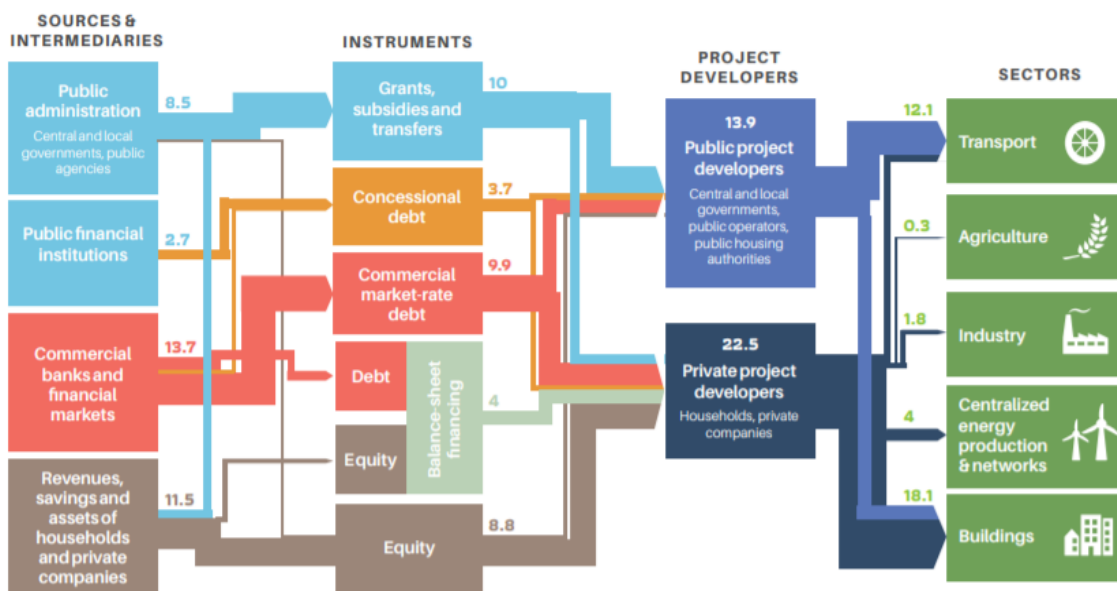 SOURCES &
INTERMEDIARIES
Public
administration
Central and local
governments, public
agencies
8.5
Public financial
institutions
2.7
Commercial
banks and
financial
markets
13.7
Revenues,
savings and
assets of
households
and private
companies
11.5
INSTRUMENTS
Grants,
subsidies and
transfers
10
Concessional
debt
3.7
Commercial
market-rate
debt
9.9
Debt
Equity
Balance-sheet
financing
4
Equity
8.8
PROJECT
DEVELOPERS
13.9
Public project
developers
Central and local
governments,
public operators,
public housing
authorities
22.5
Private project
developers
Households, private
companies
SECTORS
12.1
Transport
0.3
Agriculture
1.8
Industry
4
Centralized
energy
production
& networks
18.1
Buildings